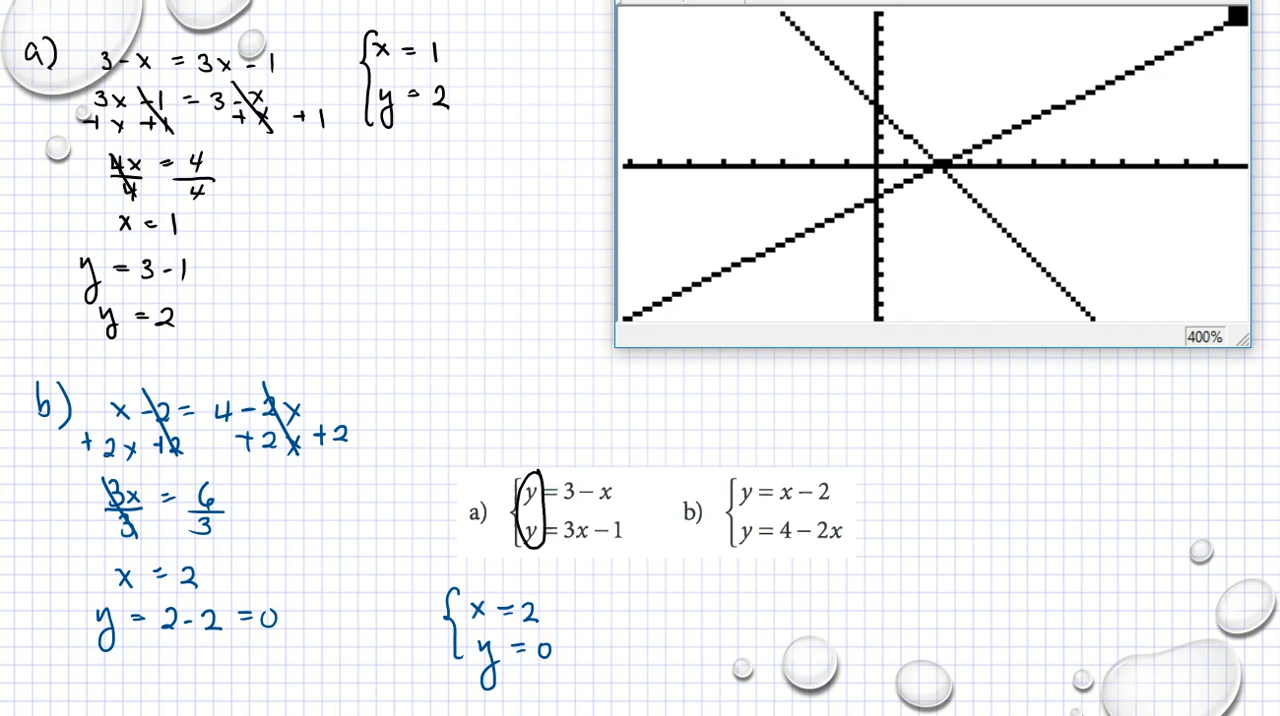 a)
3 - x = 3x - 1
3x - 1 = 3 - x
+ x + 1 + x + 1
4x = 4
4 4
x = 1
y = 3 - 1
y = 2
{ x = 1
y = 2
400%
b) x - 2 = 4 - 2x
+ 2x + 2 + 2x + 2
3x = 6
3 3
x = 2
y = 2 - 2 = 0
a) { y = 3 − x
y = 3x − 1
b) { y = x − 2
y = 4 − 2x
{ x = 2
y = 0